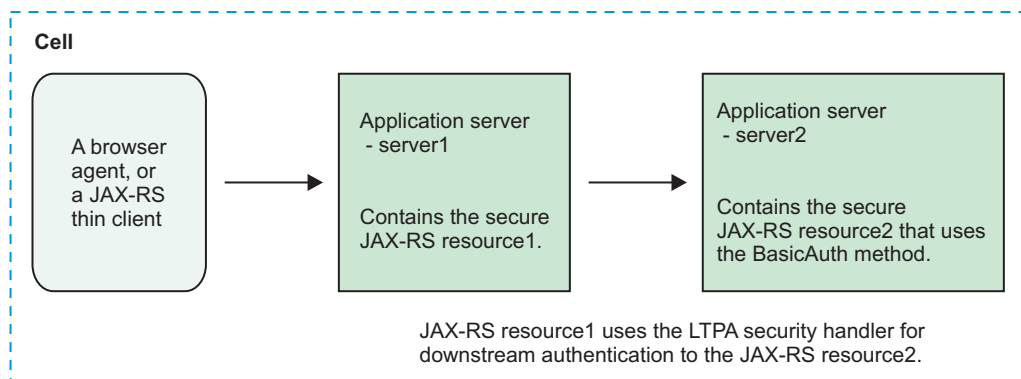 Cell
A browser
agent, or
a JAX-RS
thin client
Application server
- server1
Contains the secure
JAX-RS resource1.
Application server
- server2
Contains the secure
JAX-RS resource2 that uses
the BasicAuth method.
JAX-RS resource1 uses the LTPA security handler for
downstream authentication to the JAX-RS resource2.